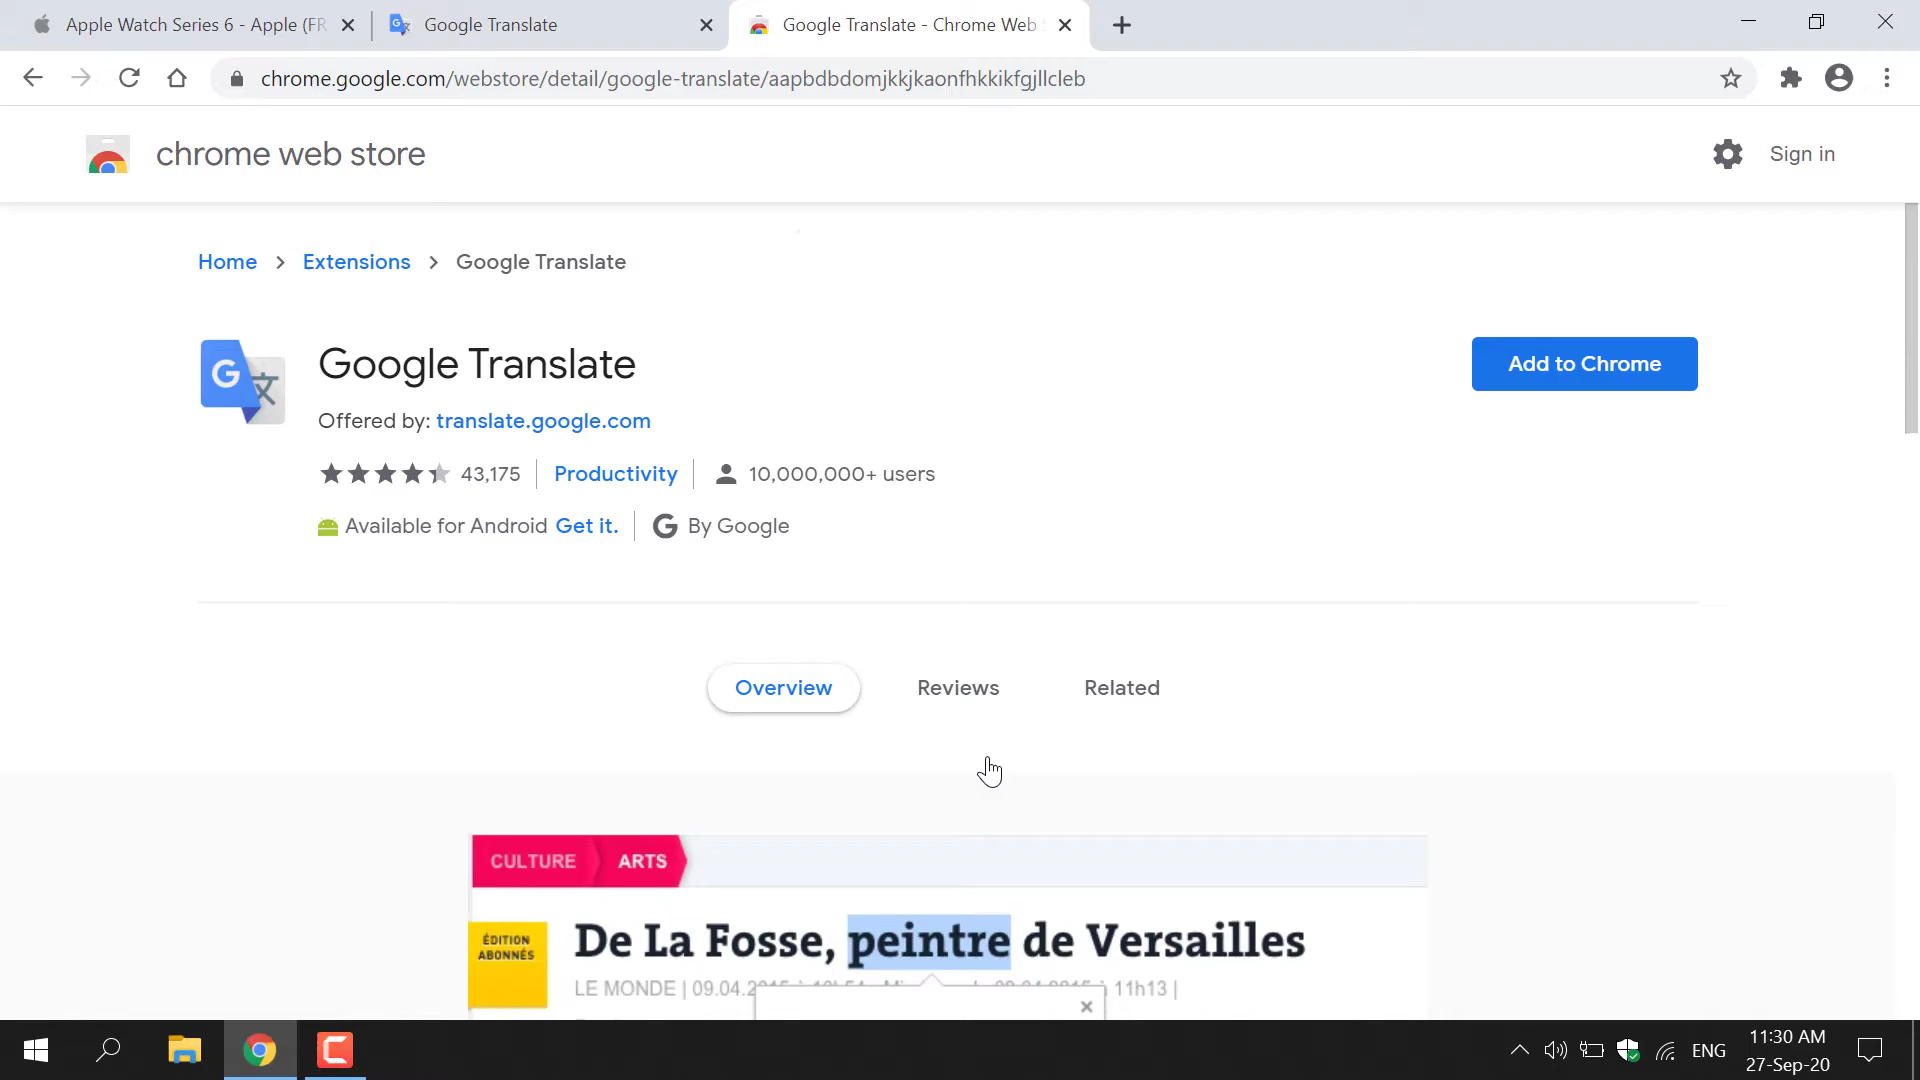 Apple Watch Series 6 - Apple (FR
Google Translate
Google Translate - Chrome Web
chrome.google.com/webstore/detail/google-translate/aapbdbdomjkkjkaonfhkkikfgjllcleb
chrome web store
Sign in
Home > Extensions > Google Translate
Google Translate
Add to Chrome
Offered by: translate.google.com
43,175
Productivity
10,000,000+ users
Available for Android Get it.
By Google
Overview
Reviews
Related
CULTURE ARTS
ÉDITION
ABONNÉS
De La Fosse, peintre de Versailles
LE MONDE | 09.04.2015 11h13 |
ENG
11:30 AM
27-Sep-20